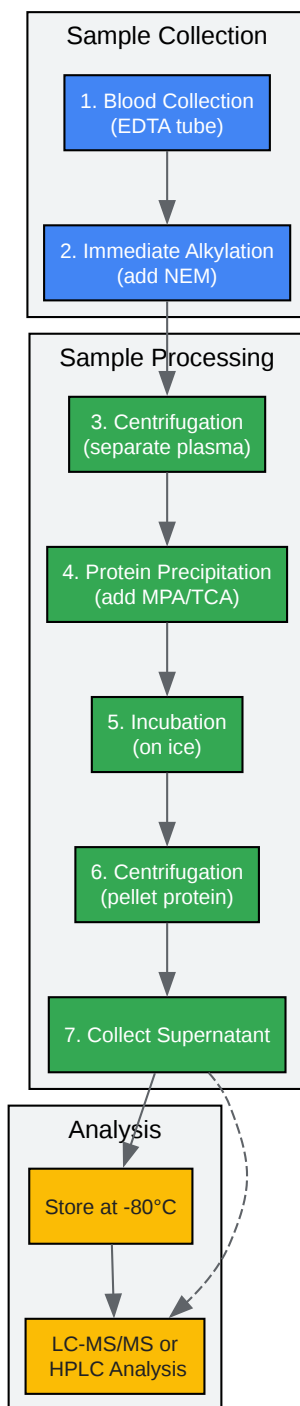 Sample Collection
1. Blood Collection
(EDTA tube)
2. Immediate Alkylation
(add NEM)
Sample Processing
3. Centrifugation
(separate plasma)
4. Protein Precipitation
(add MPA/TCA)
5. Incubation
(on ice)
6. Centrifugation
(pellet protein)
7. Collect Supernatant
Analysis
Store at -80°C
LC-MS/MS or
HPLC Analysis